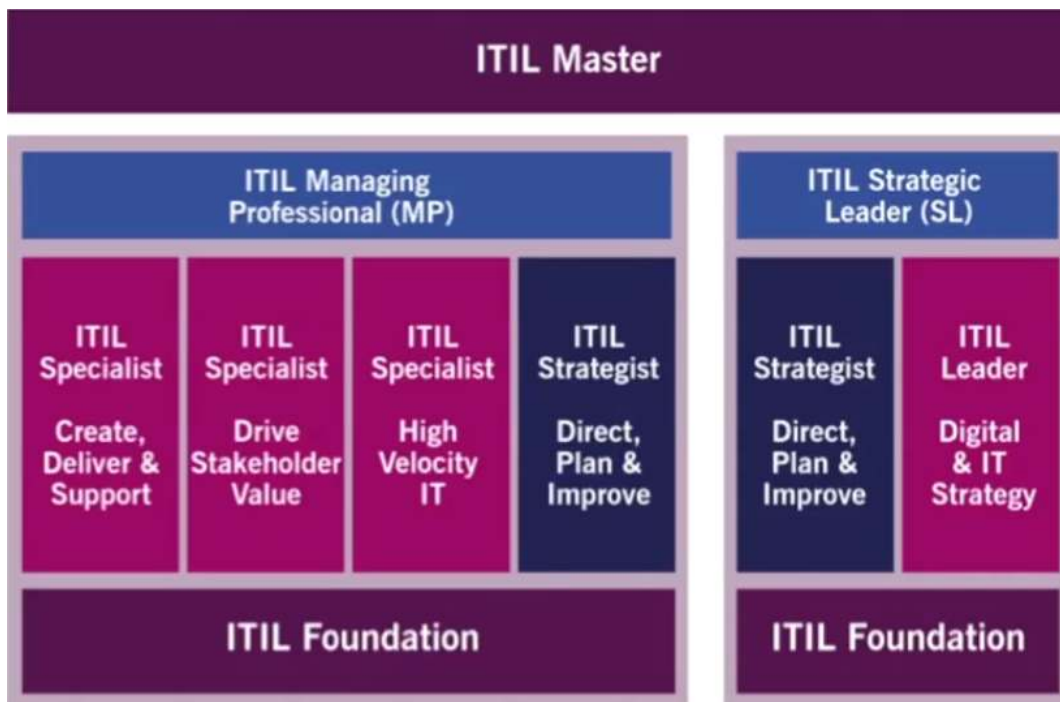 ITIL Master
ITIL Managing
Professional (MP)
ITIL Strategic
Leader (SL)
ITIL
Specialist
Create,
Deliver &
Support
ITIL
Specialist
Drive
Stakeholder
Value
ITIL
Specialist
High
Velocity
IT
ITIL
Strategist
Direct,
Plan &
Improve
ITIL
Strategist
Direct,
Plan &
Improve
ITIL
Leader
Digital
& IT
Strategy
ITIL Foundation
ITIL Foundation